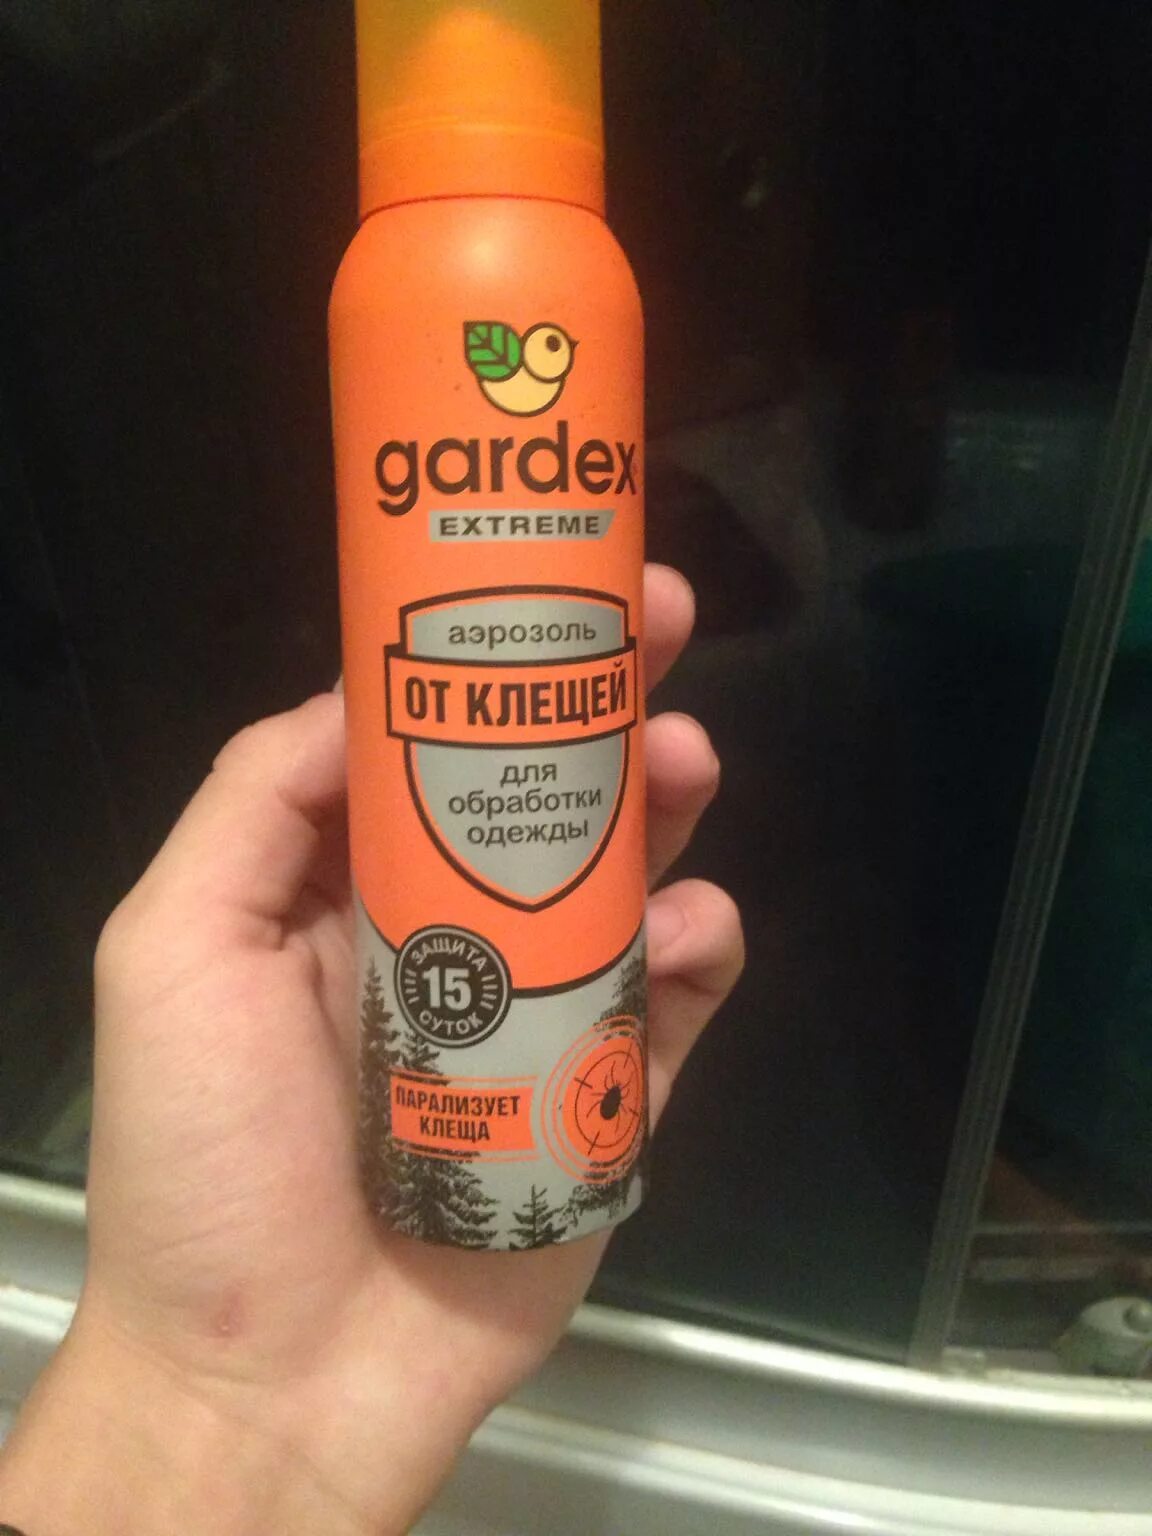 gardex
EXTREME
аэрозоль
ОТ КЛЕЩЕЙ
для
обработки
одежды
ЗАЩИТА
15
СУТОК
ПАРАЛИЗУЕТ
КЛЕЩА